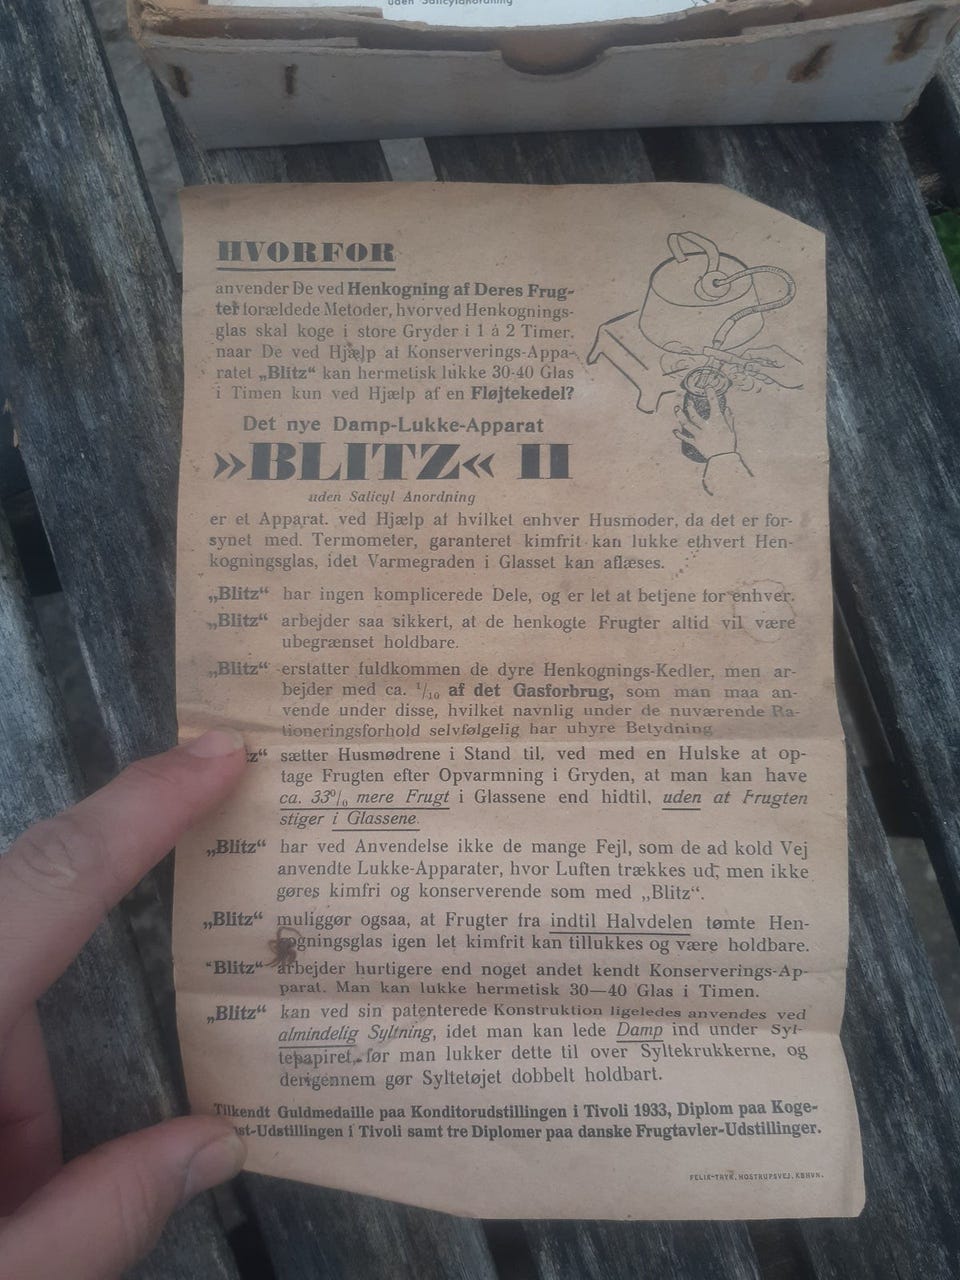 uden Salicylanordning
HVORFOR
anvender De ved Henkogning af Deres Frug-
ter forældede Metoder, hvorved Henkognings-
glas skal koge i store Gryder i 1 á 2 Timer,
naar De ved Hjælp af Konserverings-Appa-
ratet „Blitz“ kan hermetisk lukke 30-40 Glas
i Timen kun ved Hjælp af en Fløjtekedel?
Det nye Damp-Lukke-Apparat
»BLITZ« II
uden Salicyl Anordning
er et Apparat. ved Hjælp af hvilket enhver Husmoder, da det er for-
synet med Termometer, garanteret kimfrit kan lukke ethvert Hen-
kogningsglas, idet Varmegraden i Glasset kan aflæses.
„Blitz“ har ingen komplicerede Dele, og er let at betjene for enhver.
„Blitz“ arbejder saa sikkert, at de henkogte Frugter altid vil være
ubegrænset holdbare.
„Blitz“ erstatter fuldkommen de dyre Henkognings-Kedler, men ar-
bejder med ca. 1/10 af det Gasforbrug, som man maa an-
vende under disse, hvilket navnlig under de nuværende Ra-
tioneringsforhold selvfølgelig har uhyre Betydning
tz“ sætter Husmødrene i Stand til, ved med en Hulske at op-
tage Frugten efter Opvarmning i Gryden, at man kan have
ca. 33% mere Frugt i Glassene end hidtil, uden at Frugten
stiger i Glassene.
„Blitz“ har ved Anvendelse ikke de mange Fejl, som de ad kold Vej
anvendte Lukke-Apparater, hvor Luften trækkes ud, men ikke
gøres kimfri og konserverende som med „Blitz“.
„Blitz“ muliggør ogsaa, at Frugter fra indtil Halvdelen tømte Hen-
kogningsglas igen let kimfrit kan tillukkes og være holdbare.
“Blitz“ arbejder hurtigere end noget andet kendt Konserverings-Ap-
parat. Man kan lukke hermetisk 30—40 Glas i Timen.
„Blitz“ kan ved sin patenterede Konstruktion ligeledes anvendes ved
almindelig Syltning, idet man kan lede Damp ind under Syl-
tepapiret, før man lukker dette til over Syltekrukkerne, og
derigennem gør Syltetøjet dobbelt holdbart.
Tilkendt Guldmedaille paa Konditorudstillingen i Tivoli 1933, Diplom paa Koge-
st-Udstillingen i Tivoli samt tre Diplomer paa danske Frugtavler-Udstillinger.
FELIX-TRYK, HOSTRUPSVEJ, KBHVN.